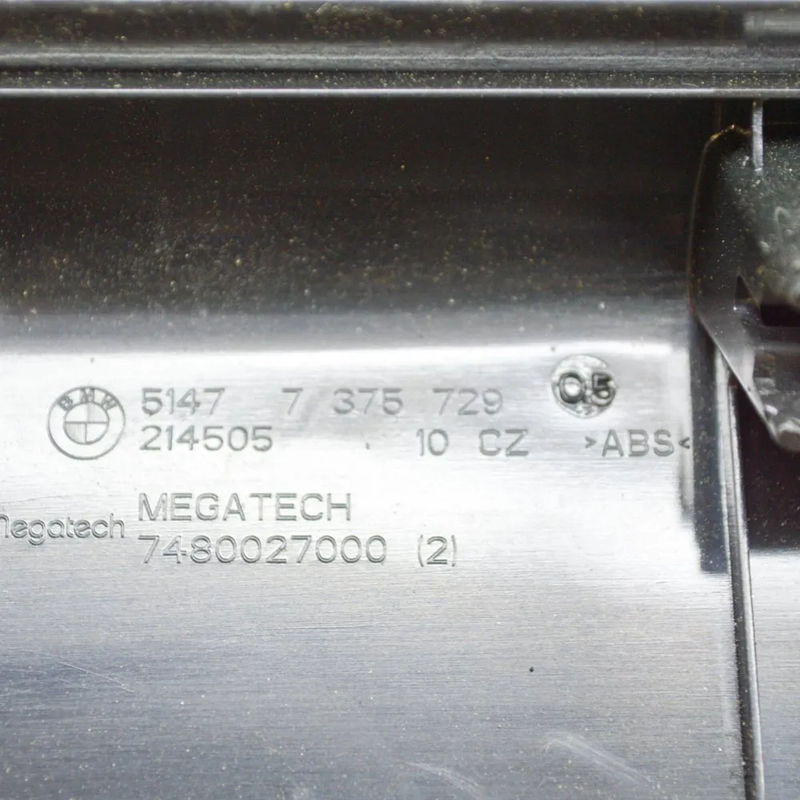 BMW 5147 7 375 729 05
214505 10 CZ >ABS<
MEGATECH
Megatech
7480027000 (2)